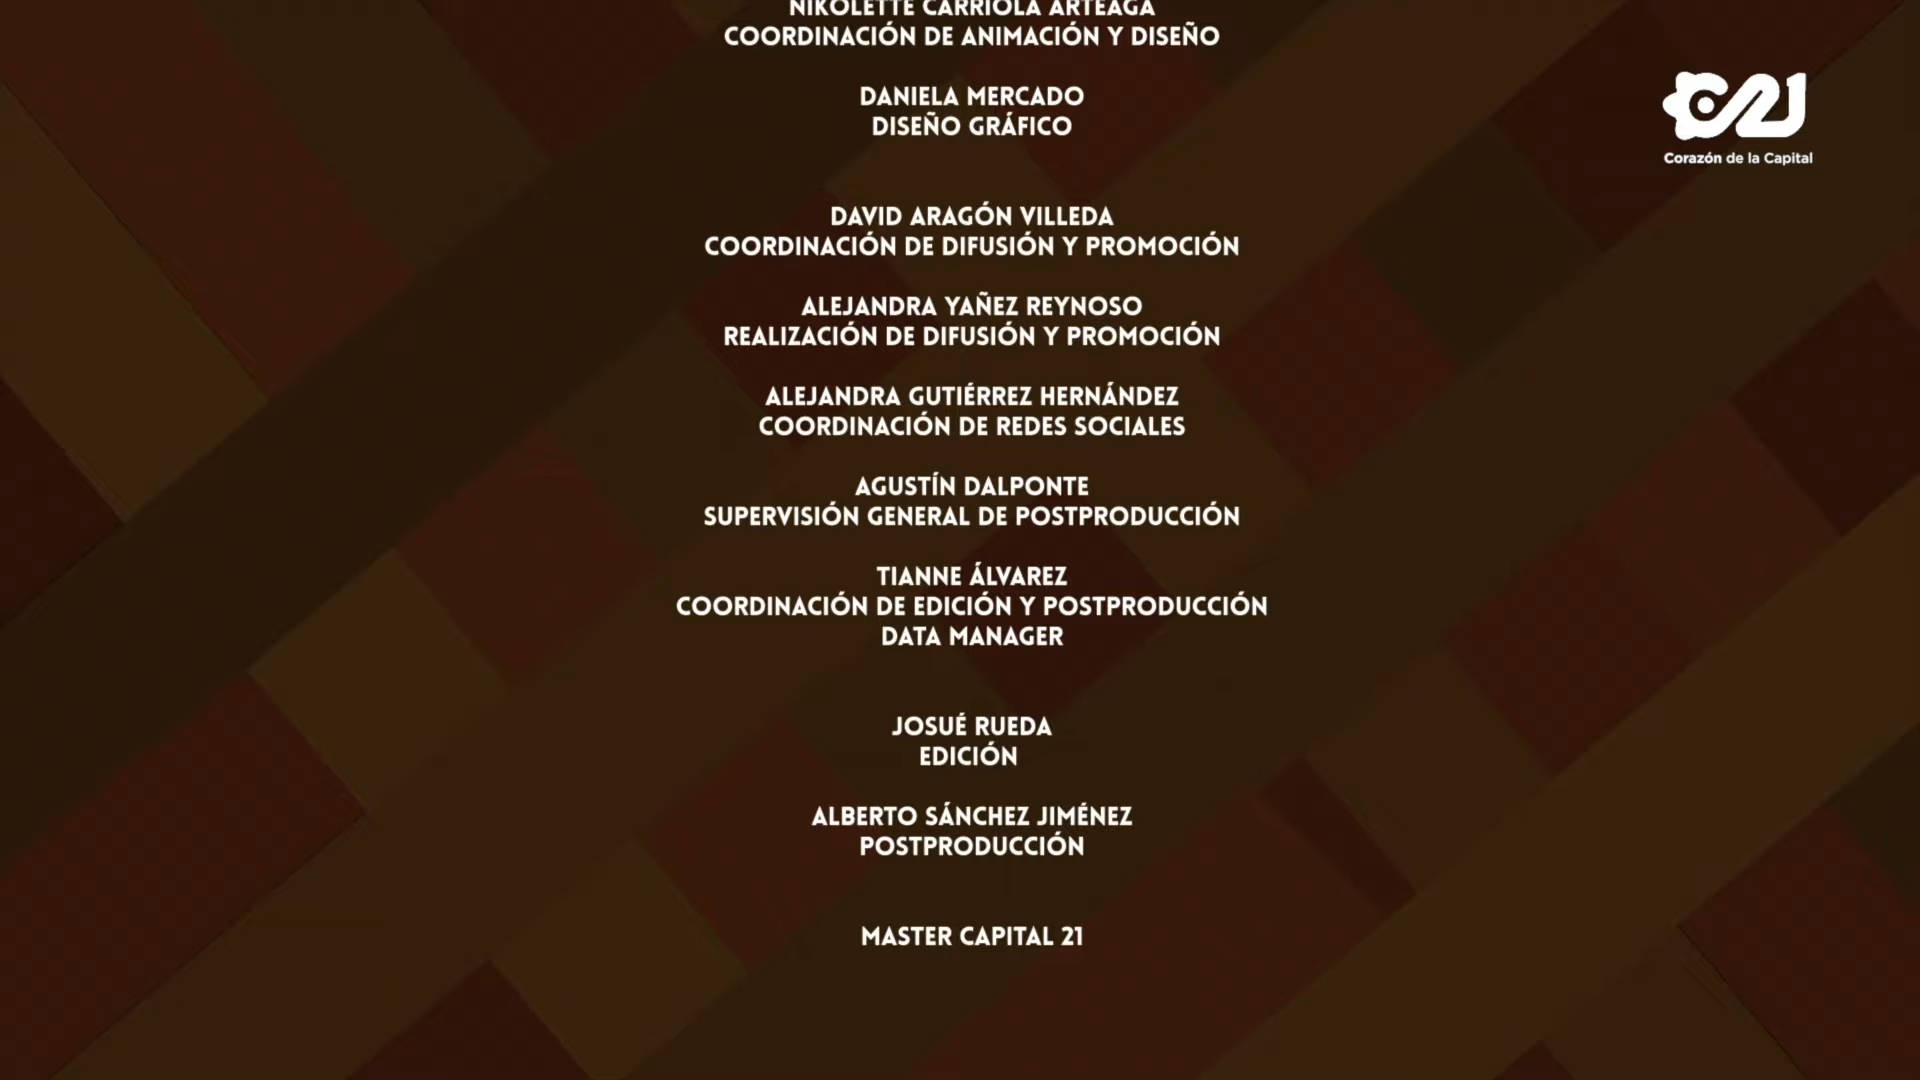 NIKOLETTE CARRIOLA ARTEAGA
COORDINACIÓN DE ANIMACIÓN Y DISEÑO
DANIELA MERCADO
DISEÑO GRÁFICO
DAVID ARAGÓN VILLEDA
COORDINACIÓN DE DIFUSIÓN Y PROMOCIÓN
ALEJANDRA YAÑEZ REYNOSO
REALIZACIÓN DE DIFUSIÓN Y PROMOCIÓN
ALEJANDRA GUTIÉRREZ HERNÁNDEZ
COORDINACIÓN DE REDES SOCIALES
AGUSTÍN DALPONTE
SUPERVISIÓN GENERAL DE POSTPRODUCCIÓN
TIANNE ÁLVAREZ
COORDINACIÓN DE EDICIÓN Y POSTPRODUCCIÓN
DATA MANAGER
JOSUÉ RUEDA
EDICIÓN
ALBERTO SÁNCHEZ JIMÉNEZ
POSTPRODUCCIÓN
MASTER CAPITAL 21
C21
Corazón de la Capital